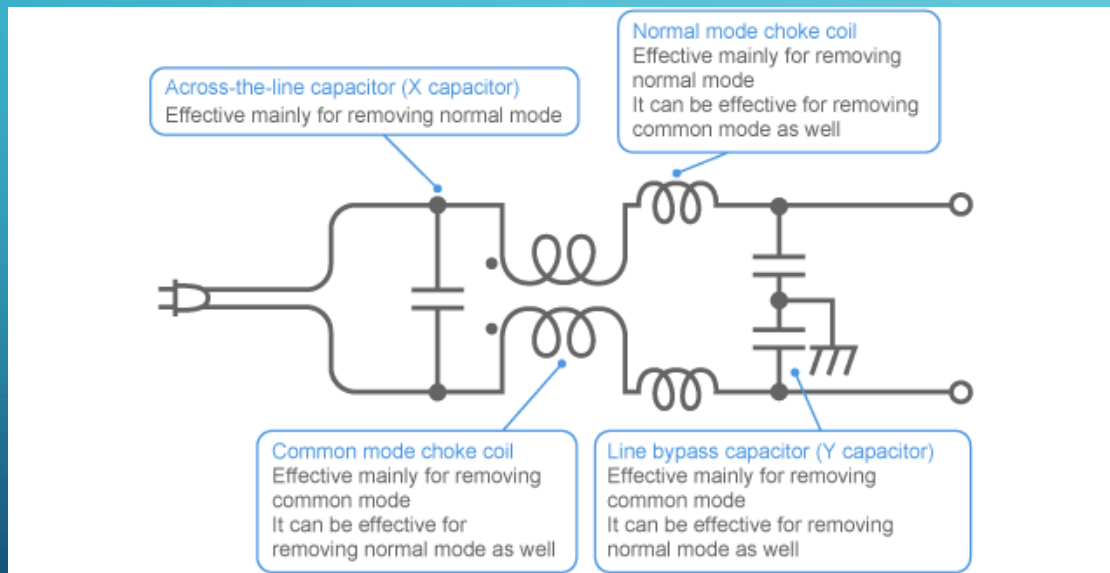 Normal mode choke coil
Effective mainly for removing
normal mode
It can be effective for removing
common mode as well
Across-the-line capacitor (X capacitor)
Effective mainly for removing normal mode
Common mode choke coil
Effective mainly for removing
common mode
It can be effective for
removing normal mode as well
Line bypass capacitor (Y capacitor)
Effective mainly for removing
common mode
It can be effective for removing
normal mode as well